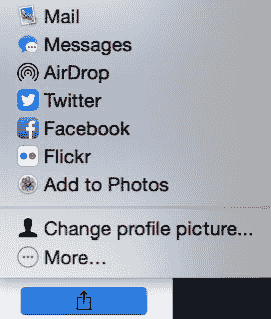 Mail
Messages
AirDrop
Twitter
Facebook
Flickr
Add to Photos
Change profile picture...
More...